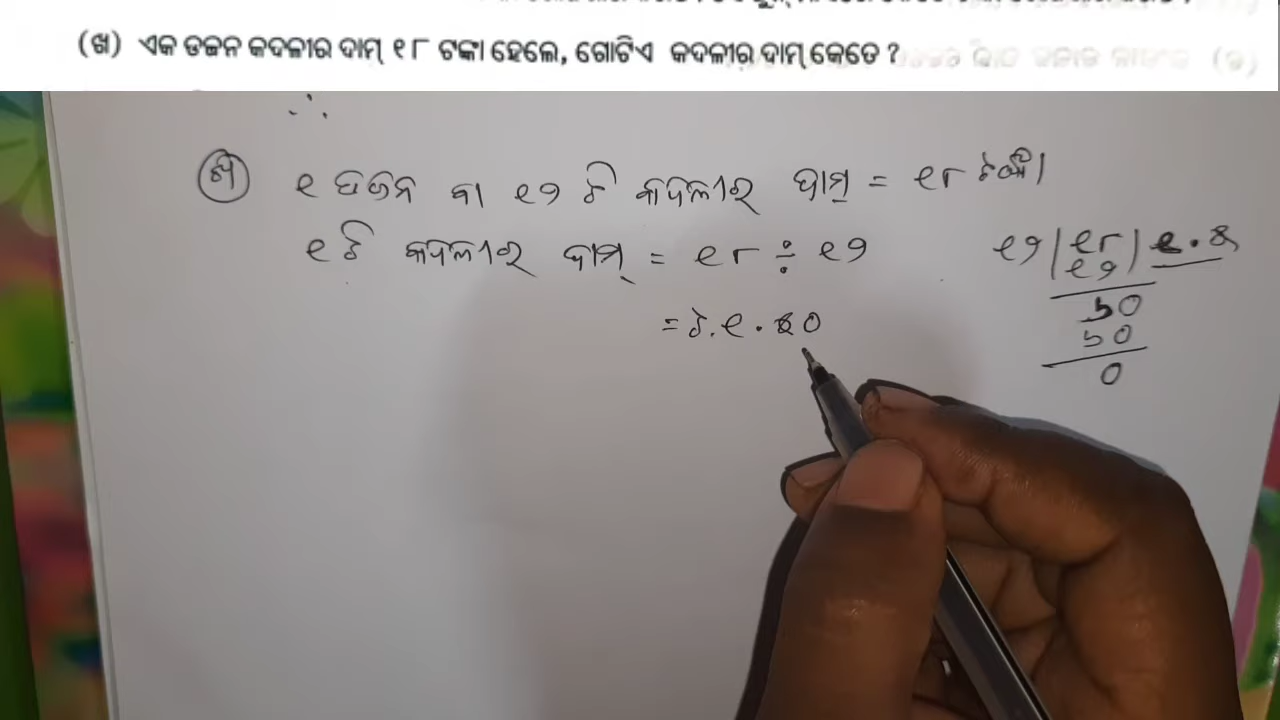 (ଖ) ଏକ ଡଜନ କଦଳୀର ଦାମ୍ ୧୮ ଟଙ୍କା ହେଲେ, ଗୋଟିଏ କଦଳୀର ଦାମ୍ କେତେ ?
∴
ଖ ୧ ଡଜନ ବା ୧୨ ଟି କଦଳୀର ଦାମ୍ = ୧୮ ଟଙ୍କା।
୧ଟି କଦଳୀର ଦାମ୍ = ୧୮ ÷ ୧୨
= ଟ.୧.୫୦
୧୨ | ୧୮ | ୧.୫
୧୨
୬୦
୬୦
୦